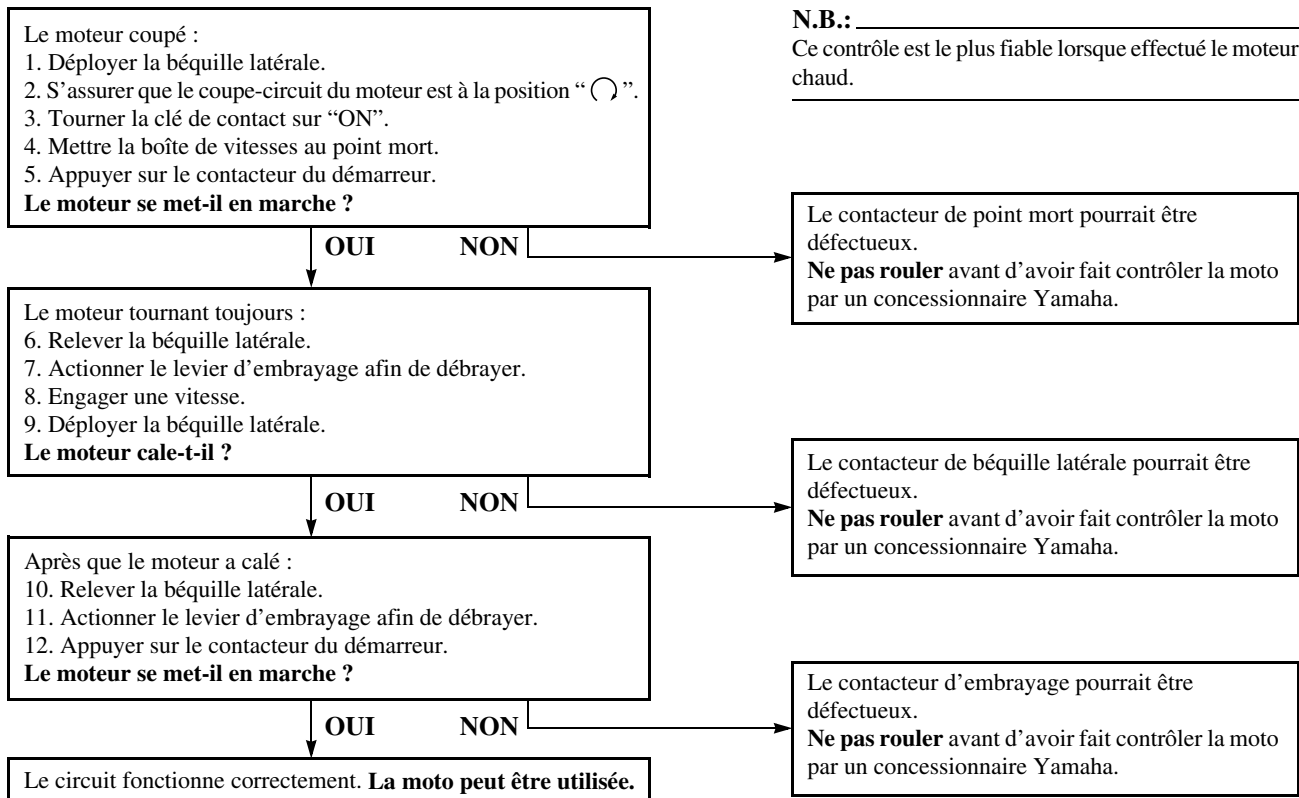 Le moteur coupé :
1. Déployer la béquille latérale.
2. S'assurer que le coupe-circuit du moteur est à la position “ ”.
3. Tourner la clé de contact sur “ON”.
4. Mettre la boîte de vitesses au point mort.
5. Appuyer sur le contacteur du démarreur.
Le moteur se met-il en marche ?
N.B.:
Ce contrôle est le plus fiable lorsque effectué le moteur
chaud.
OUI NON
Le contacteur de point mort pourrait être
défectueux.
Ne pas rouler avant d'avoir fait contrôler la moto
par un concessionnaire Yamaha.
Le moteur tournant toujours :
6. Relever la béquille latérale.
7. Actionner le levier d'embrayage afin de débrayer.
8. Engager une vitesse.
9. Déployer la béquille latérale.
Le moteur cale-t-il ?
OUI NON
Le contacteur de béquille latérale pourrait être
défectueux.
Ne pas rouler avant d'avoir fait contrôler la moto
par un concessionnaire Yamaha.
Après que le moteur a calé :
10. Relever la béquille latérale.
11. Actionner le levier d'embrayage afin de débrayer.
12. Appuyer sur le contacteur du démarreur.
Le moteur se met-il en marche ?
OUI NON
Le contacteur d'embrayage pourrait être
défectueux.
Ne pas rouler avant d'avoir fait contrôler la moto
par un concessionnaire Yamaha.
Le circuit fonctionne correctement. La moto peut être utilisée.